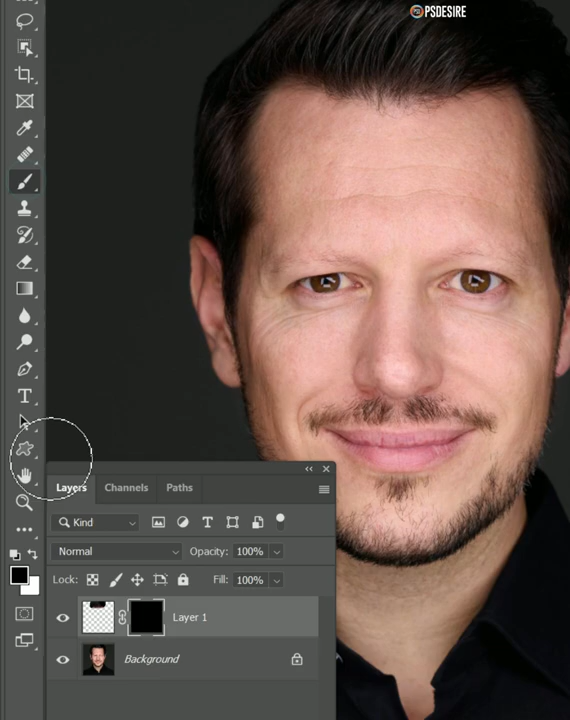 PSDESIRE
Layers Channels Paths
Kind
Normal Opacity: 100%
Lock: Fill: 100%
Layer 1
Background